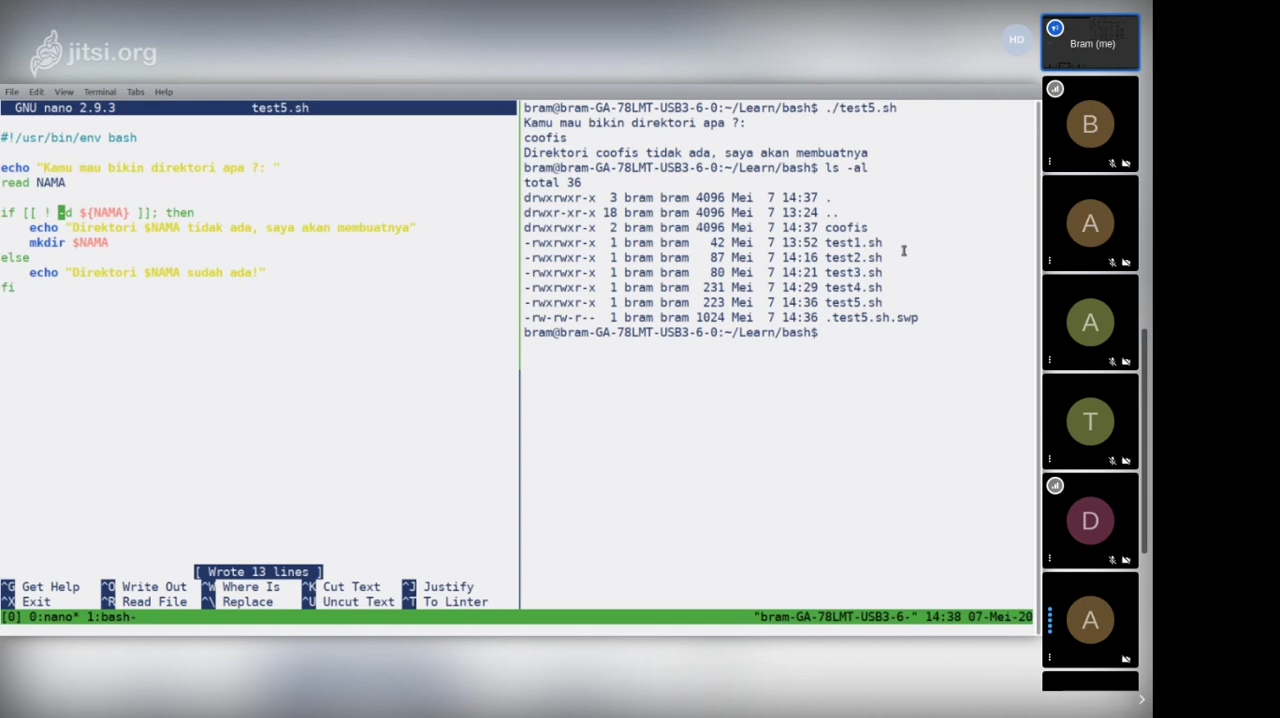 jitsi.org
HD
Bram (me)
File Edit View Terminal Tabs Help
GNU nano 2.9.3 test5.sh
#!/usr/bin/env bash
echo "Kamu mau bikin direktori apa ?: "
read NAMA
if [[ ! -d ${NAMA} ]]; then
echo "Direktori $NAMA tidak ada, saya akan membuatnya"
mkdir $NAMA
else
echo "Direktori $NAMA sudah ada!"
fi
[ Wrote 13 lines ]
^G Get Help ^O Write Out ^W Where Is ^K Cut Text ^J Justify
^X Exit ^R Read File ^\ Replace ^U Uncut Text ^T To Linter
bram@bram-GA-78LMT-USB3-6-0:~/Learn/bash$ ./test5.sh
Kamu mau bikin direktori apa ?:
coofis
Direktori coofis tidak ada, saya akan membuatnya
bram@bram-GA-78LMT-USB3-6-0:~/Learn/bash$ ls -al
total 36
drwxrwxr-x 3 bram bram 4096 Mei 7 14:37 .
drwxr-xr-x 18 bram bram 4096 Mei 7 13:24 ..
drwxrwxr-x 2 bram bram 4096 Mei 7 14:37 coofis
-rwxrwxr-x 1 bram bram 42 Mei 7 13:52 test1.sh
-rwxrwxr-x 1 bram bram 87 Mei 7 14:16 test2.sh
-rwxrwxr-x 1 bram bram 80 Mei 7 14:21 test3.sh
-rwxrwxr-x 1 bram bram 231 Mei 7 14:29 test4.sh
-rwxrwxr-x 1 bram bram 223 Mei 7 14:36 test5.sh
-rw-rw-r-- 1 bram bram 1024 Mei 7 14:36 .test5.sh.swp
bram@bram-GA-78LMT-USB3-6-0:~/Learn/bash$
[0] 0:nano* 1:bash- "bram-GA-78LMT-USB3-6-" 14:38 07-Mei-20
B
A
A
T
D
A